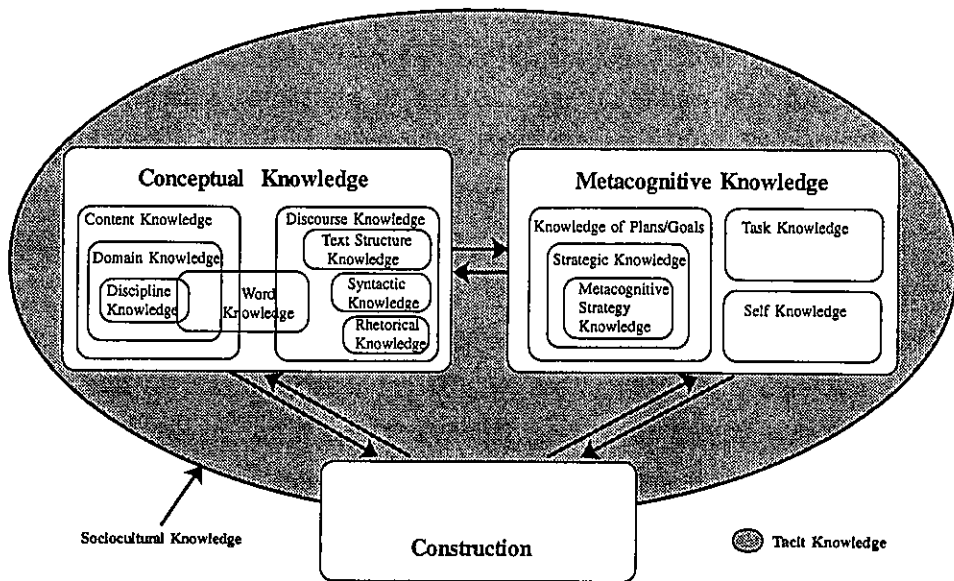 Conceptual Knowledge
Content Knowledge
Domain Knowledge
Discipline
Knowledge
Word
Knowledge
Discourse Knowledge
Text Structure
Knowledge
Syntactic
Knowledge
Rhetorical
Knowledge
Metacognitive Knowledge
Knowledge of Plans/Goals
Strategic Knowledge
Metacognitive
Strategy
Knowledge
Task Knowledge
Self Knowledge
Sociocultural Knowledge
Construction
Tacit Knowledge